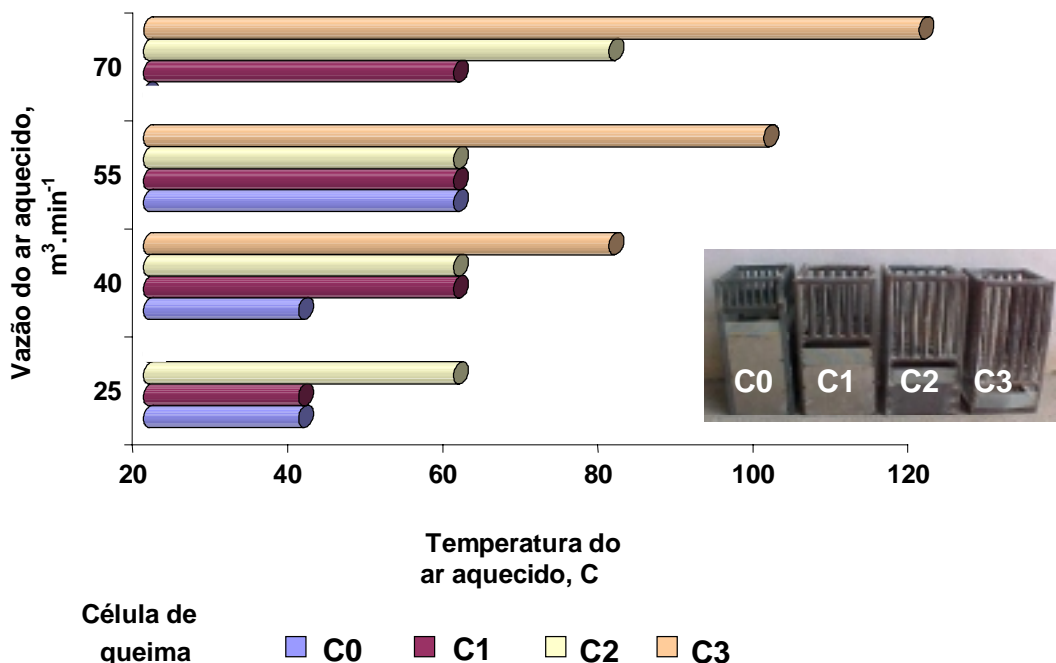 Vazão do ar aquecido,
m³.min⁻¹
70
55
40
25
20 40 60 80 100 120
C0 C1 C2 C3
Temperatura do
ar aquecido, C
Célula de
queima
C0 C1 C2 C3